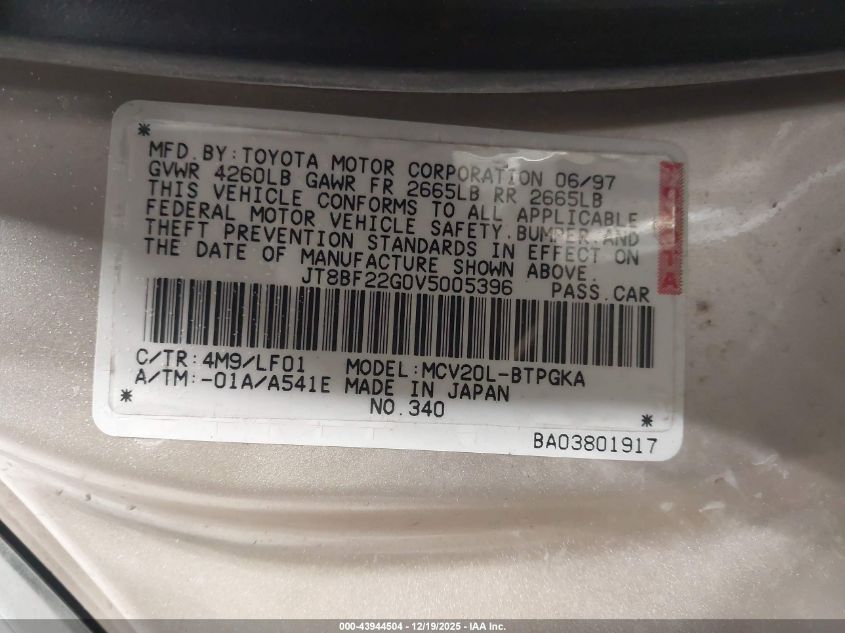 *
MFD.BY:TOYOTA MOTOR CORPORATION 06/97
GVWR 4260LB GAWR FR 2665LB RR 2665LB
THIS VEHICLE CONFORMS TO ALL APPLICABLE
FEDERAL MOTOR VEHICLE SAFETY.BUMPER.AND
THEFT PREVENTION STANDARDS IN EFFECT ON
THE DATE OF MANUFACTURE SHOWN ABOVE.
JT8BF22G0V5005396 PASS.CAR
C/TR:4M9/LF01 MODEL:MCV20L-BTPGKA
A/TM:-01A/A541E MADE IN JAPAN
* NO.340 *
BA03801917
000-43944504 - 12/19/2025 - IAA Inc.